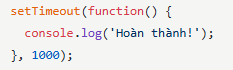 setTimeout(function() {
  console.log('Hoàn thành!');
}, 1000);